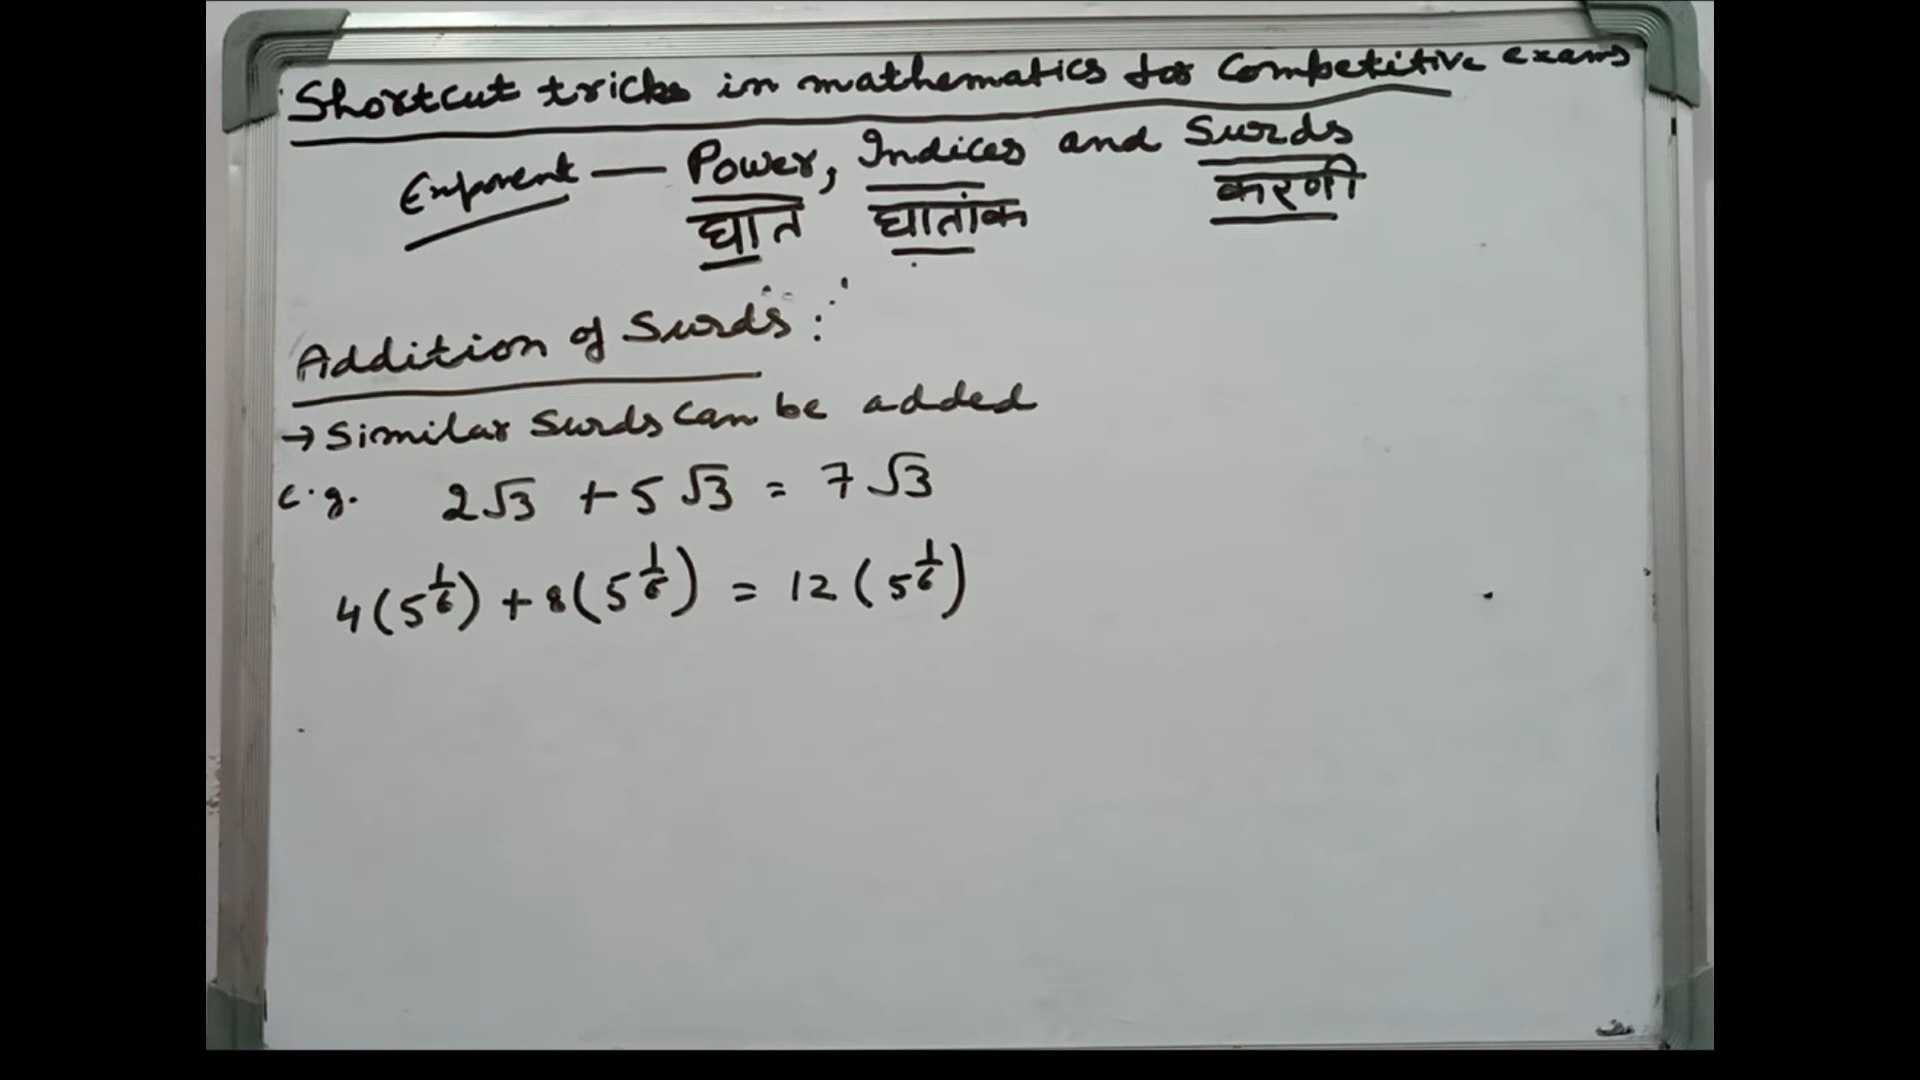 Shortcut tricks in mathematics for Competitive exams
Exponent — Power, Indices and Surds
घात घातांक करणी
Addition of Surds :
→ Similar Surds can be added
e.g. 2√3 + 5√3 = 7√3
4(5^(1/6)) + 8(5^(1/6)) = 12(5^(1/6))